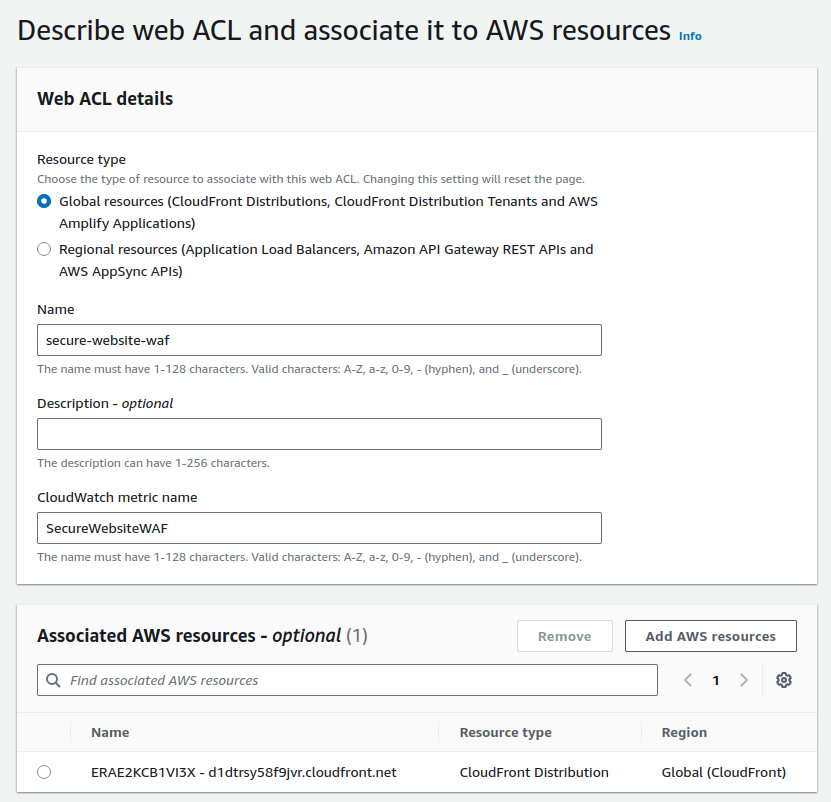 Describe web ACL and associate it to AWS resources Info
Web ACL details
Resource type
Choose the type of resource to associate with this web ACL. Changing this setting will reset the page.
Global resources (CloudFront Distributions, CloudFront Distribution Tenants and AWS
Amplify Applications)
Regional resources (Application Load Balancers, Amazon API Gateway REST APIs and
AWS AppSync APIs)
Name
secure-website-waf
The name must have 1-128 characters. Valid characters: A-Z, a-z, 0-9, - (hyphen), and _ (underscore).
Description - optional
The description can have 1-256 characters.
CloudWatch metric name
SecureWebsiteWAF
The name must have 1-128 characters. Valid characters: A-Z, a-z, 0-9, - (hyphen), and _ (underscore).
Associated AWS resources - optional (1) Remove Add AWS resources
Find associated AWS resources 1
Name Resource type Region
ERAE2KCB1VI3X - d1dtrsy58f9jvr.cloudfront.net CloudFront Distribution Global (CloudFront)